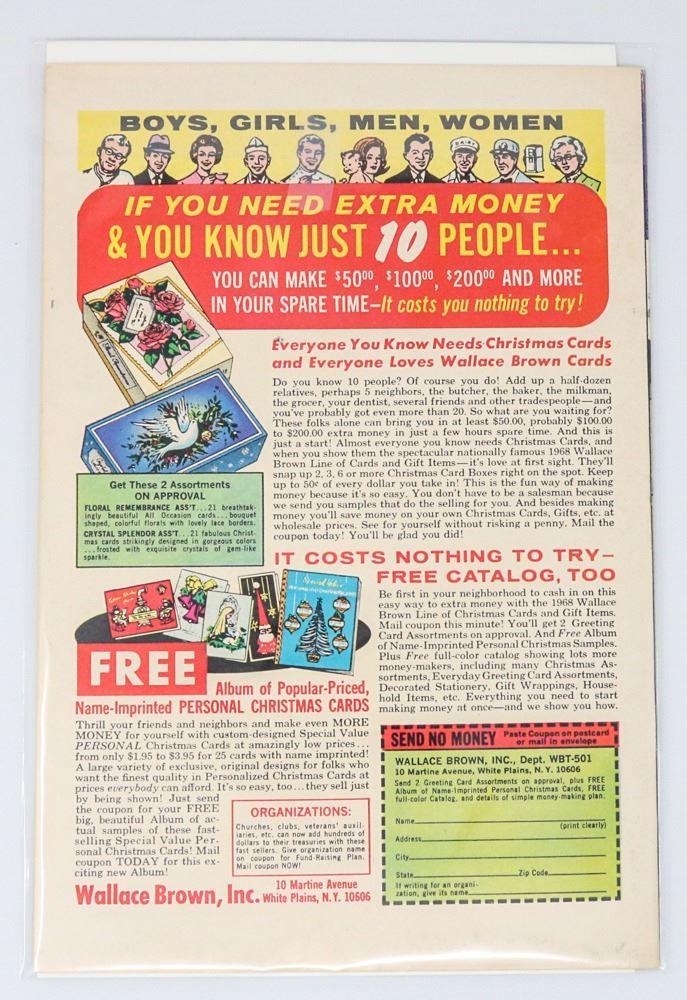 BOYS, GIRLS, MEN, WOMEN
DAIRY
IF YOU NEED EXTRA MONEY
& YOU KNOW JUST 10 PEOPLE...
YOU CAN MAKE $50.00, $100.00, $200.00 AND MORE
IN YOUR SPARE TIME—It costs you nothing to try!
Everyone You Know Needs Christmas Cards
and Everyone Loves Wallace Brown Cards
Do you know 10 people? Of course you do! Add up a half-dozen
relatives, perhaps 5 neighbors, the butcher, the baker, the milkman,
the grocer, your dentist, several friends and other tradespeople—and
you've probably got even more than 20. So what are you waiting for?
These folks alone can bring you in at least $50.00, probably $100.00
to $200.00 extra money in just a few hours spare time. And this is
just a start! Almost everyone you know needs Christmas Cards, and
when you show them the spectacular nationally famous 1968 Wallace
Brown Line of Cards and Gift Items—it's love at first sight. They'll
snap up 2, 3, 6 or more Christmas Card Boxes right on the spot. Keep
up to 50¢ of every dollar you take in! This is the fun way of making
money because it's so easy. You don't have to be a salesman because
we send you samples that do the selling for you. And besides making
money you'll save money on your own Christmas Cards, Gifts, etc. at
wholesale prices. See for yourself without risking a penny. Mail the
coupon today! You'll be glad you did!
Get These 2 Assortments
ON APPROVAL
FLORAL REMEMBRANCE ASS'T...21 breathtak-
ingly beautiful All Occasion cards...bouquet
shaped, colorful florals with lovely lace borders.
CRYSTAL SPLENDOR ASS'T...21 fabulous Christ-
mas cards strikingly designed in gorgeous colors
...frosted with exquisite crystals of gem-like
sparkle.
IT COSTS NOTHING TO TRY—
FREE CATALOG, TOO
Be first in your neighborhood to cash in on this
easy way to extra money with the 1968 Wallace
Brown Line of Christmas Cards and Gift Items.
Mail coupon this minute! You'll get 2 Greeting
Card Assortments on approval. And Free Album
of Name-Imprinted Personal Christmas Samples.
Plus Free full-color catalog showing lots more
money-makers, including many Christmas As-
sortments, Everyday Greeting Card Assortments,
Decorated Stationery, Gift Wrappings, House-
hold Items, etc. Everything you need to start
making money at once—and we show you how.
Special Value
FREE
Album of Popular-Priced,
Name-Imprinted PERSONAL CHRISTMAS CARDS
Thrill your friends and neighbors and make even MORE
MONEY for yourself with custom-designed Special Value
PERSONAL Christmas Cards at amazingly low prices...
from only $1.95 to $3.95 for 25 cards with name imprinted!
A large variety of exclusive, original designs for folks who
want the finest quality in Personalized Christmas Cards at
prices everybody can afford. It's so easy, too...they sell just
by being shown! Just send
the coupon for your FREE
big, beautiful Album of ac-
tual samples of these fast-
selling Special Value Per-
sonal Christmas Cards! Mail
coupon TODAY for this ex-
citing new Album!
ORGANIZATIONS:
Churches, clubs, veterans' auxil-
iaries, etc. can now add hundreds of
dollars to their treasuries with these
fast sellers. Give organization name
on coupon for Fund-Raising Plan.
Mail coupon NOW!
Wallace Brown, Inc. 10 Martine Avenue
White Plains, N.Y. 10606
SEND NO MONEY Paste Coupon on postcard
or mail in envelope
WALLACE BROWN, INC., Dept. WBT-501
10 Martine Avenue, White Plains, N.Y. 10606
Send 2 Greeting Card Assortments on approval, plus FREE
Album of Name-Imprinted Personal Christmas Cards, FREE
full-color Catalog, and details of simple money-making plan.
Name
(print clearly)
Address
City
State Zip Code
If writing for an organi-
zation, give its name